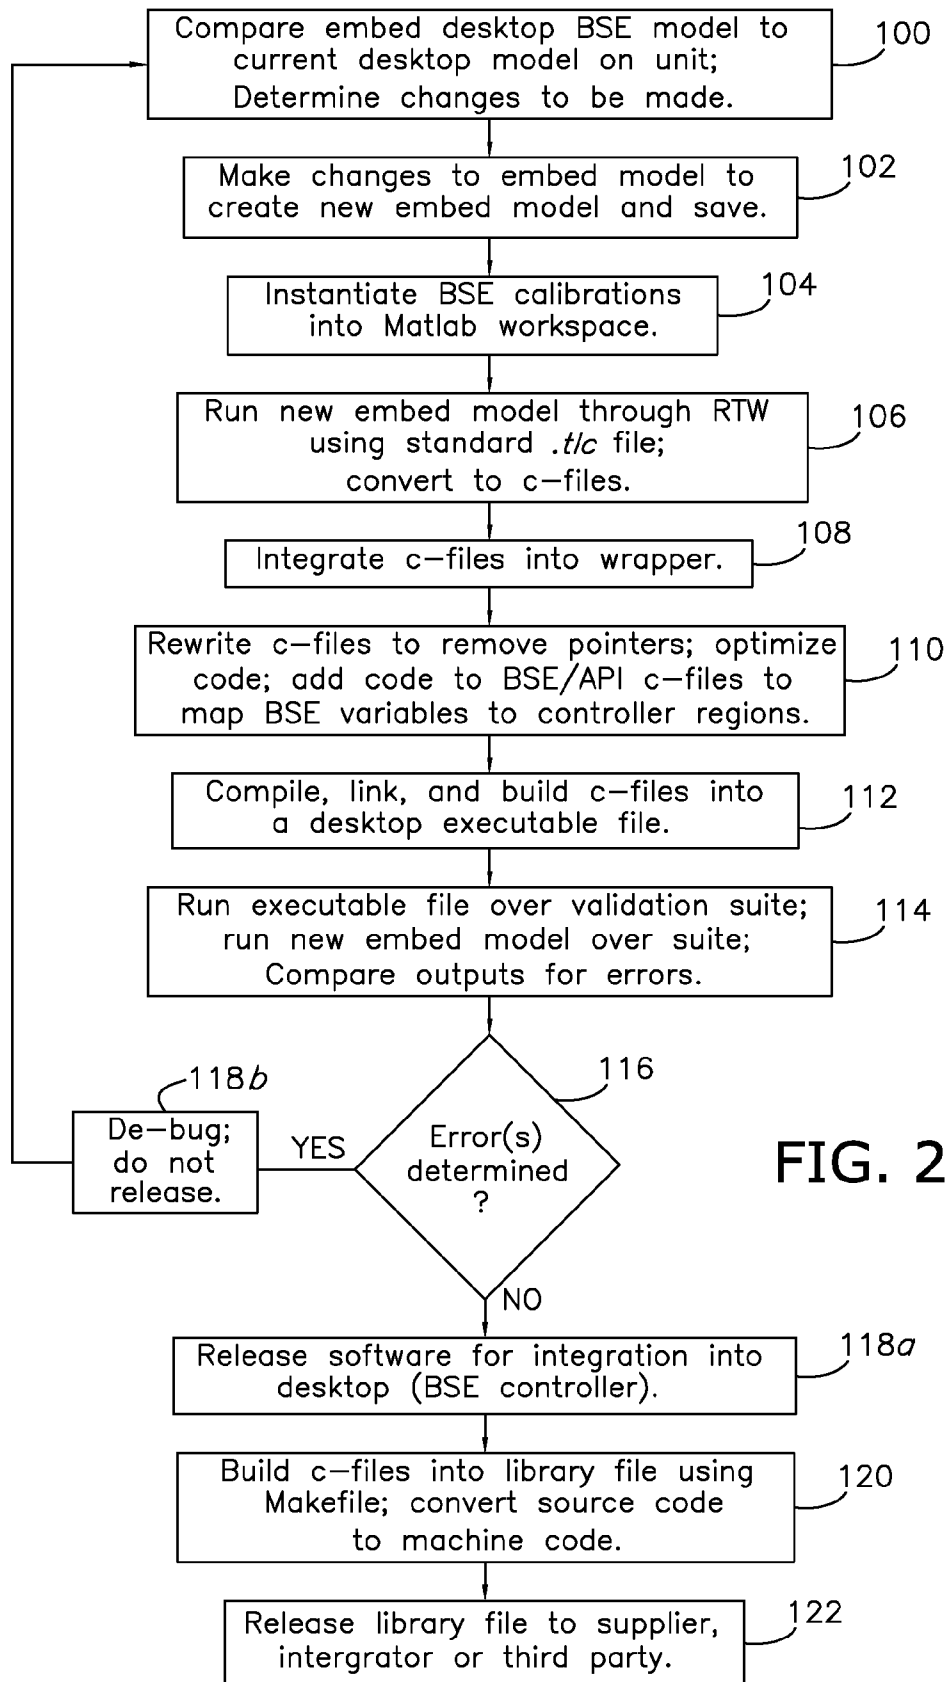 Compare embed desktop BSE model to
current desktop model on unit;
Determine changes to be made.
100
Make changes to embed model to
create new embed model and save.
102
Instantiate BSE calibrations
into Matlab workspace.
104
Run new embed model through RTW
using standard .tlc file;
convert to c-files.
106
Integrate c-files into wrapper.
108
Rewrite c-files to remove pointers; optimize
code; add code to BSE/API c-files to
map BSE variables to controller regions.
110
Compile, link, and build c-files into
a desktop executable file.
112
Run executable file over validation suite;
run new embed model over suite;
Compare outputs for errors.
114
Error(s)
determined
?
116
YES
De-bug;
do not
release.
118b
FIG. 2
NO
Release software for integration into
desktop (BSE controller).
118a
Build c-files into library file using
Makefile; convert source code
to machine code.
120
Release library file to supplier,
intergrator or third party.
122